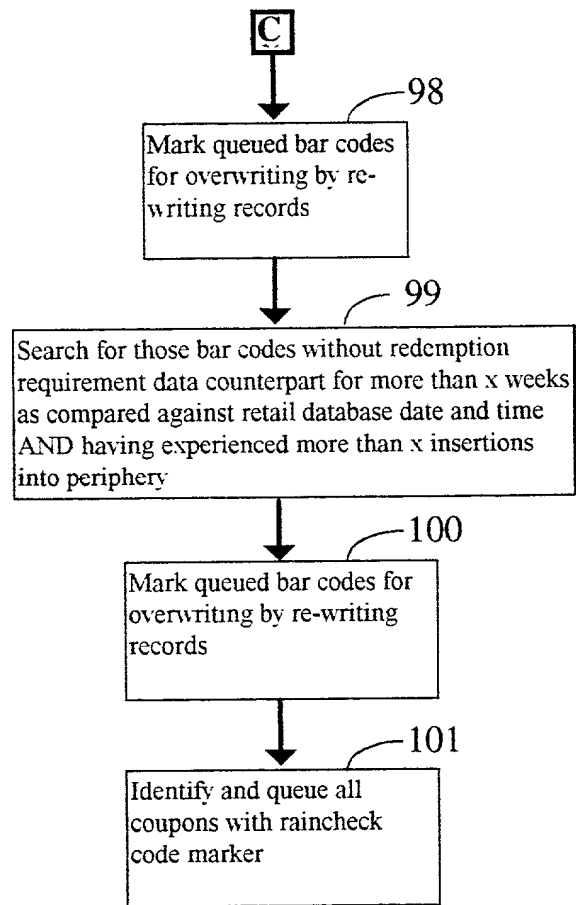 C
98
Mark queued bar codes
for overwriting by re-
writing records
99
Search for those bar codes without redemption
requirement data counterpart for more than x weeks
as compared against retail database date and time
AND having experienced more than x insertions
into periphery
100
Mark queued bar codes for
overwriting by re-writing
records
101
Identify and queue all
coupons with raincheck
code marker